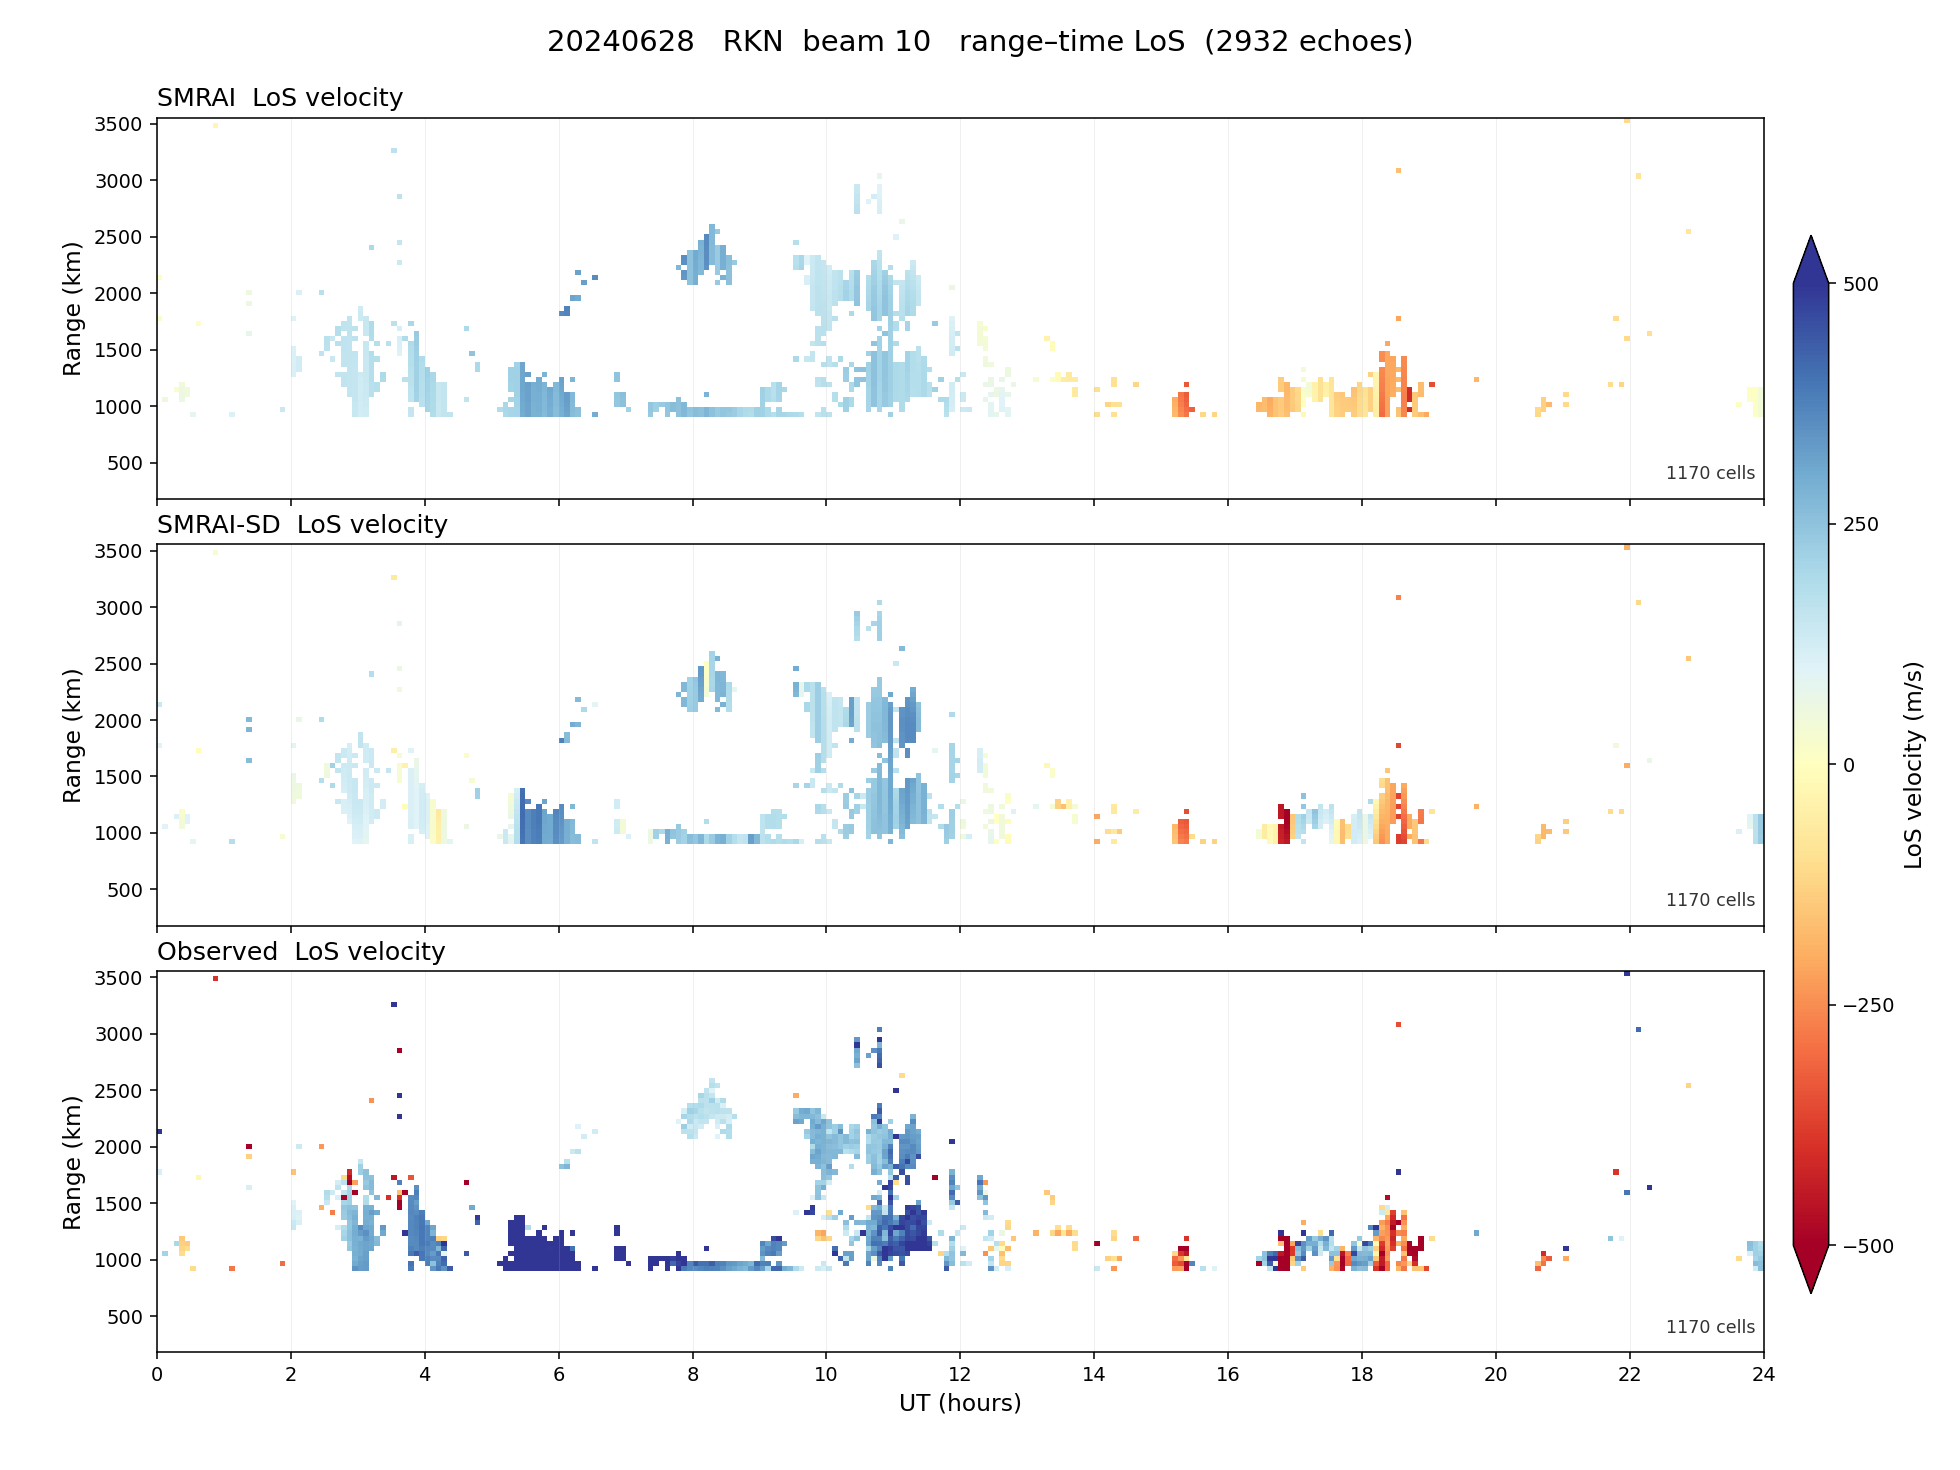 20240628   RKN  beam 10   range–time LoS  (2932 echoes)
SMRAI  LoS velocity
3500
3000
2500
2000
1500
1000
500
Range (km)
1170 cells
SMRAI-SD  LoS velocity
3500
3000
2500
2000
1500
1000
500
Range (km)
1170 cells
Observed  LoS velocity
3500
3000
2500
2000
1500
1000
500
Range (km)
1170 cells
0 2 4 6 8 10 12 14 16 18 20 22 24
UT (hours)
500
250
0
−250
−500
LoS velocity (m/s)